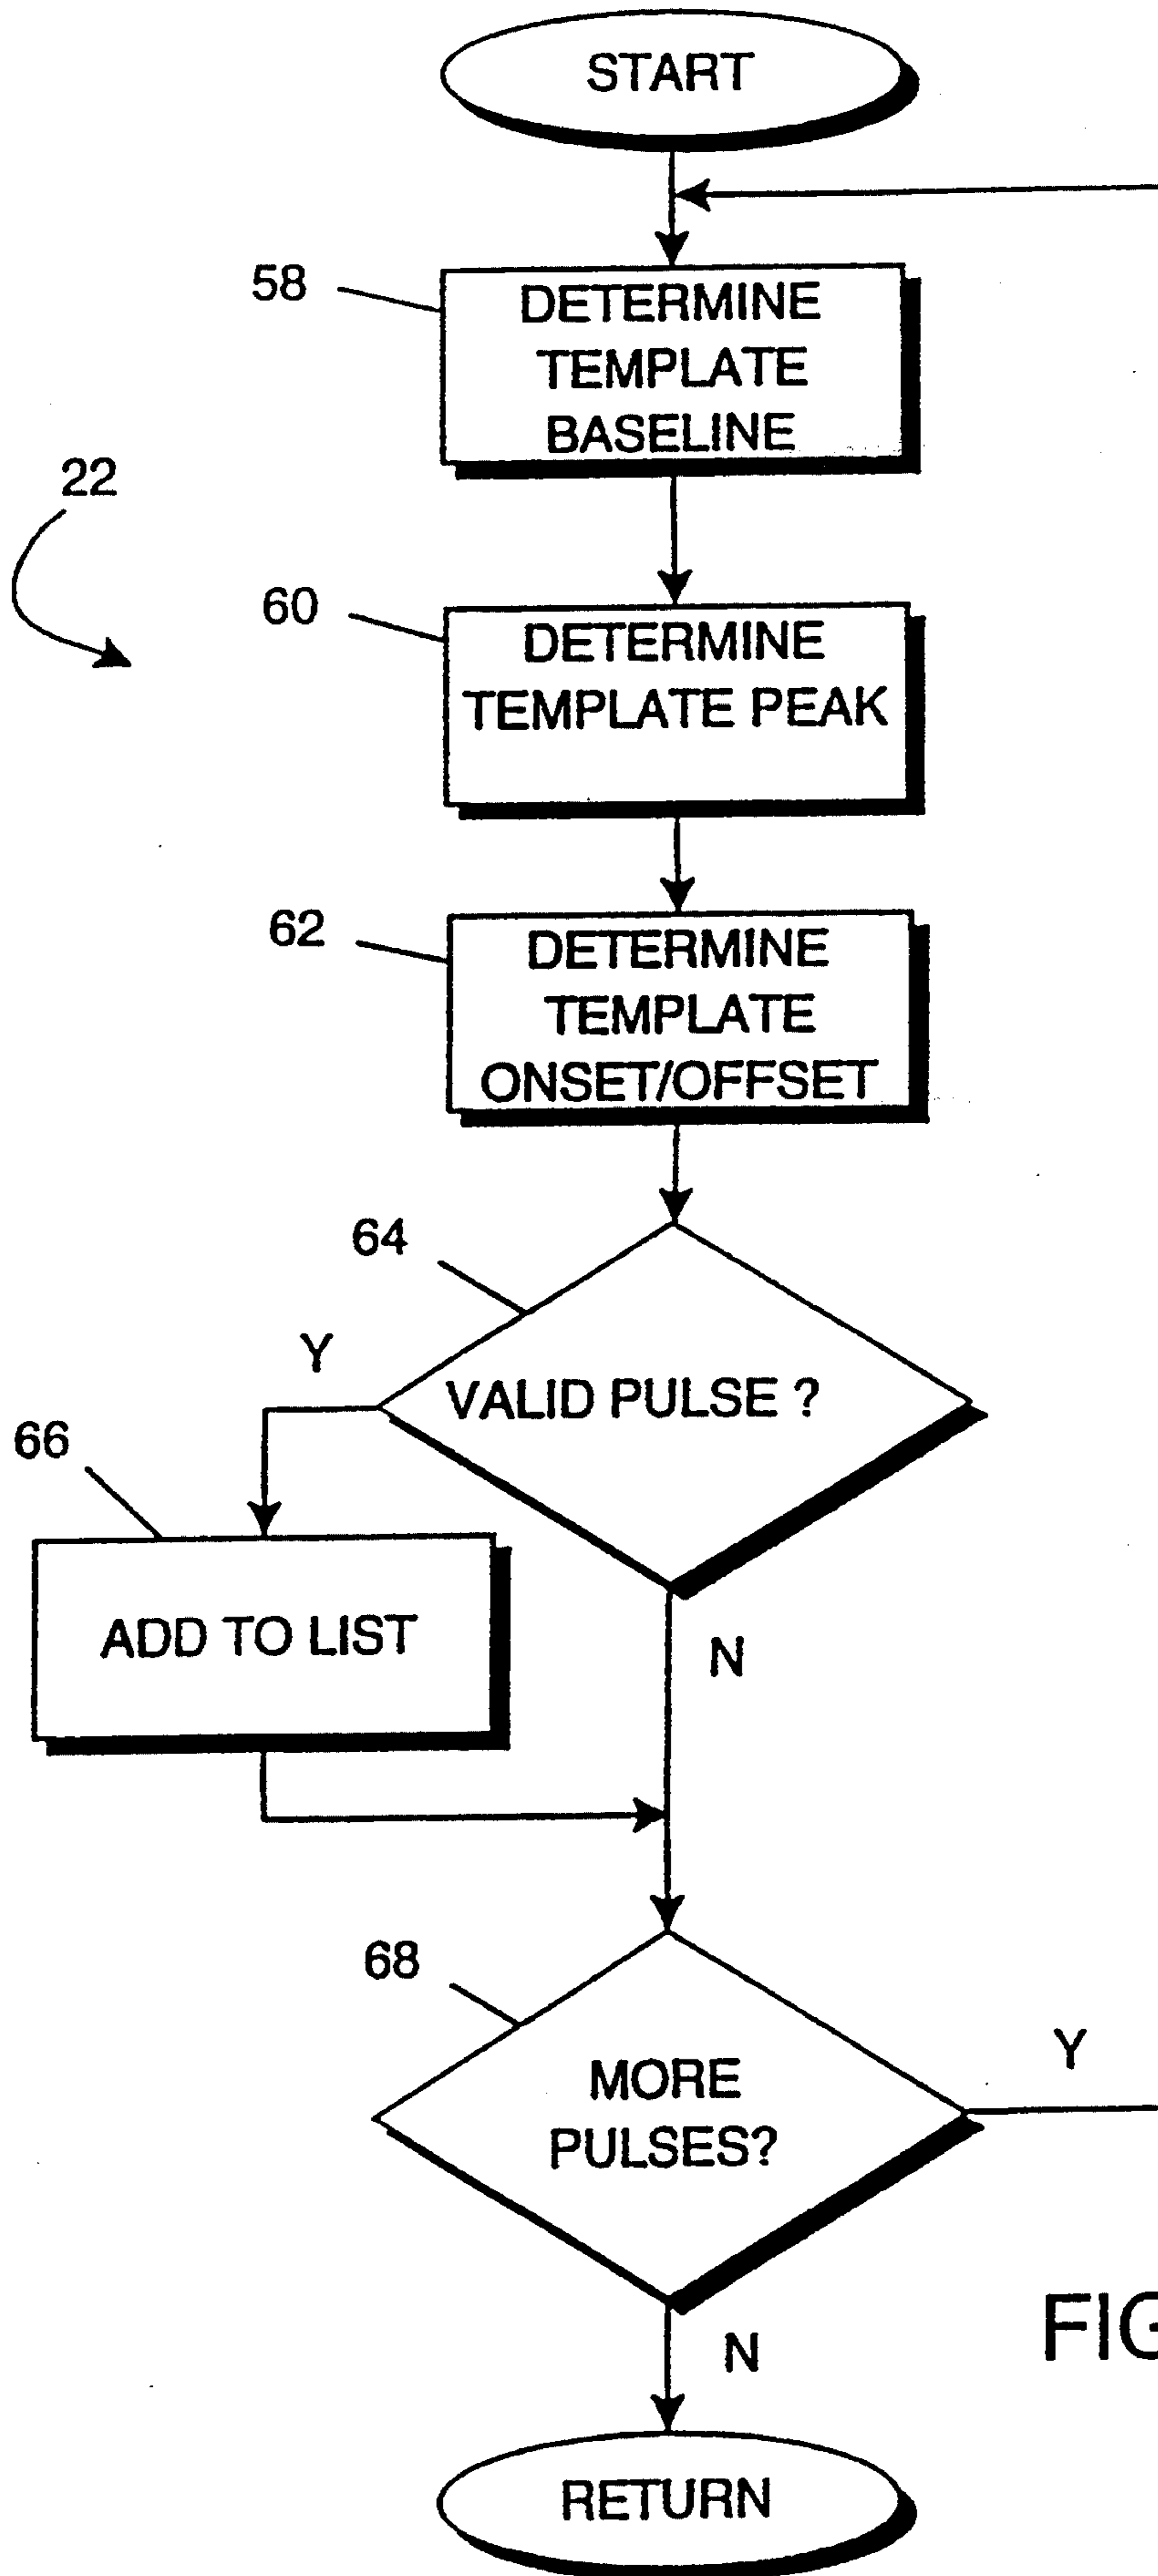 START
58
DETERMINE
TEMPLATE
BASELINE
22
60
DETERMINE
TEMPLATE PEAK
62
DETERMINE
TEMPLATE
ONSET/OFFSET
64
Y
VALID PULSE ?
66
ADD TO LIST
N
68
MORE
PULSES?
Y
N
FIG
RETURN